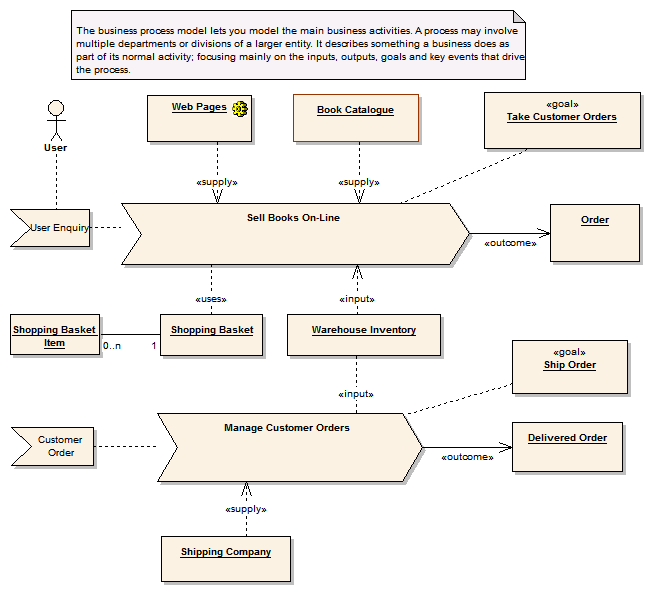 The business process model lets you model the main business activities. A process may involve
multiple departments or divisions of a larger entity. It describes something a business does as
part of its normal activity; focusing mainly on the inputs, outputs, goals and key events that drive
the process.
Web Pages
Book Catalogue
«goal»
Take Customer Orders
User
«supply»
«supply»
Sell Books On-Line
User Enquiry
Order
«outcome»
«uses»
«input»
Shopping Basket
Item
0..n
1
Shopping Basket
Warehouse Inventory
«goal»
Ship Order
«input»
Manage Customer Orders
Customer
Order
Delivered Order
«outcome»
«supply»
Shipping Company